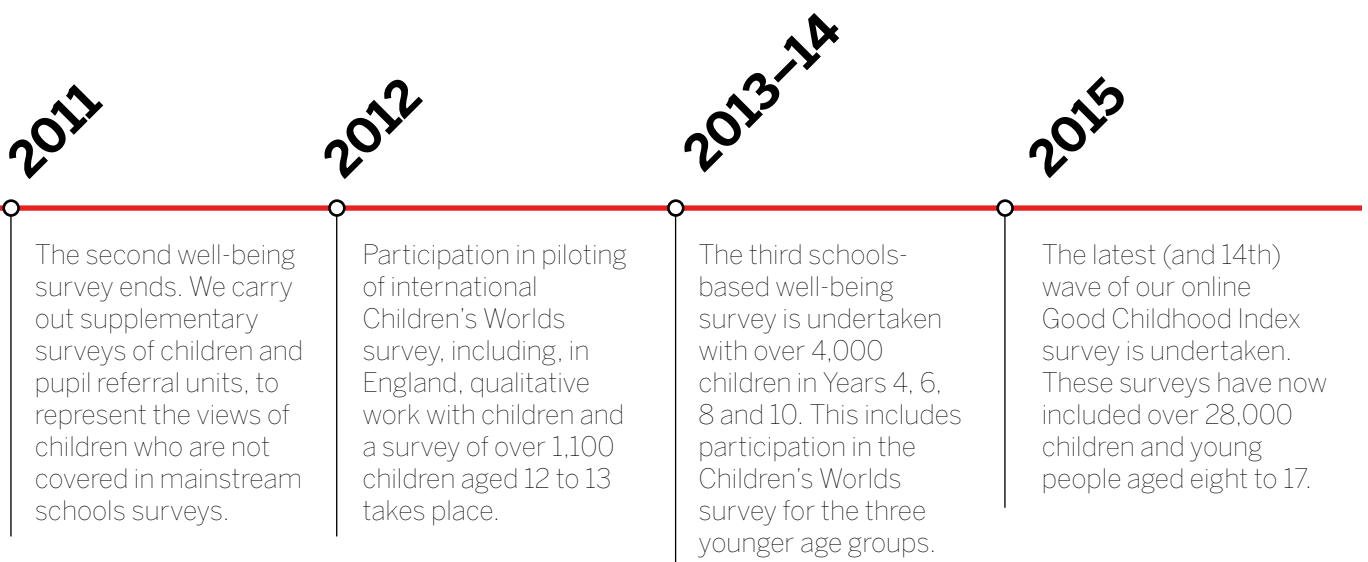 2011
The second well-being
survey ends. We carry
out supplementary
surveys of children and
pupil referral units, to
represent the views of
children who are not
covered in mainstream
schools surveys.
2012
Participation in piloting
of international
Children’s Worlds
survey, including, in
England, qualitative
work with children and
a survey of over 1,100
children aged 12 to 13
takes place.
2013–14
The third schools-
based well-being
survey is undertaken
with over 4,000
children in Years 4, 6,
8 and 10. This includes
participation in the
Children’s Worlds
survey for the three
younger age groups.
2015
The latest (and 14th)
wave of our online
Good Childhood Index
survey is undertaken.
These surveys have now
included over 28,000
children and young
people aged eight to 17.